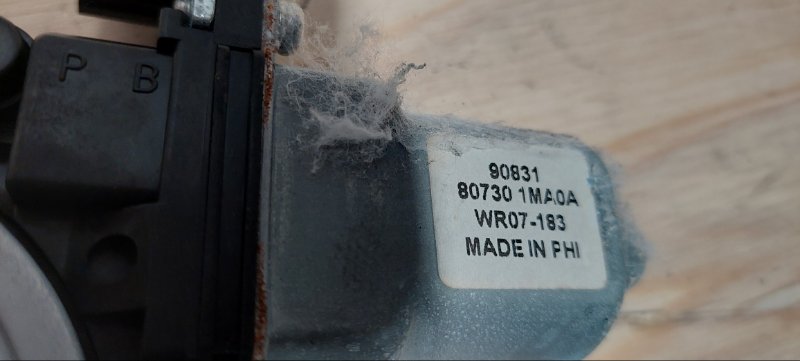 P B
90831
80730 1MA0A
WR07-183
MADE IN PHI